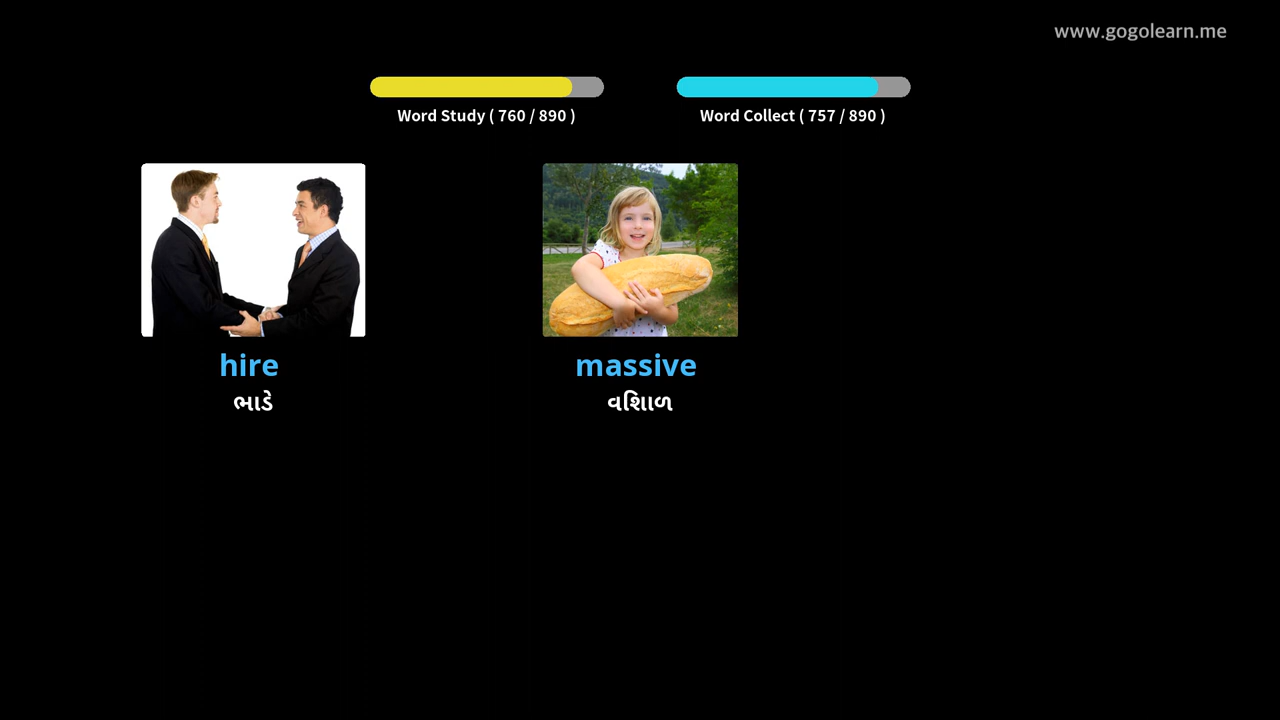 www.gogolearn.me
Word Study ( 760 / 890 )
Word Collect ( 757 / 890 )
hire
ભાડે
massive
વિશાળ